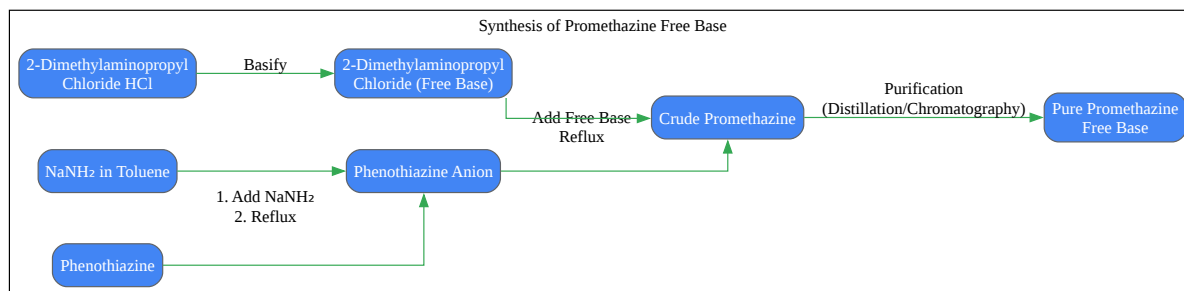 Synthesis of Promethazine Free Base
2-Dimethylaminopropyl
Chloride HCl
Basify
2-Dimethylaminopropyl
Chloride (Free Base)
Add Free Base
Reflux
Crude Promethazine
Purification
(Distillation/Chromatography)
Pure Promethazine
Free Base
NaNH₂ in Toluene
1. Add NaNH₂
2. Reflux
Phenothiazine Anion
Phenothiazine